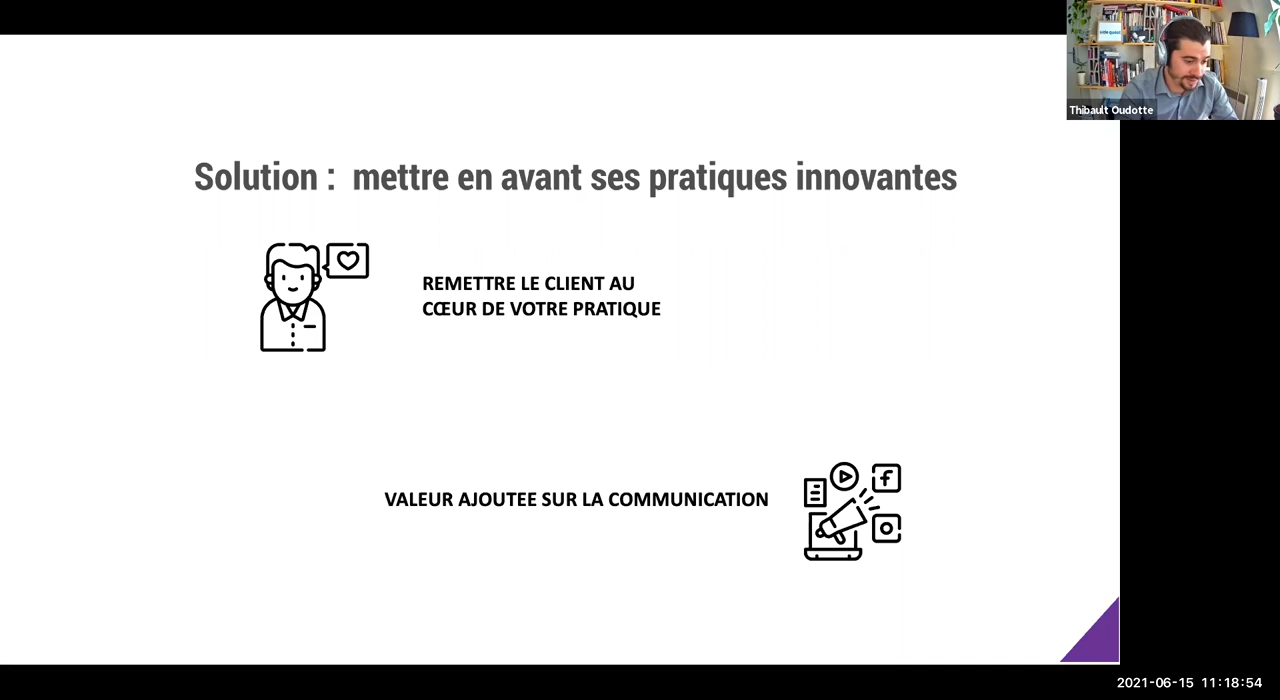 Thibault Oudotte
Solution : mettre en avant ses pratiques innovantes
REMETTRE LE CLIENT AU
CŒUR DE VOTRE PRATIQUE
VALEUR AJOUTEE SUR LA COMMUNICATION
2021-06-15 11:18:54